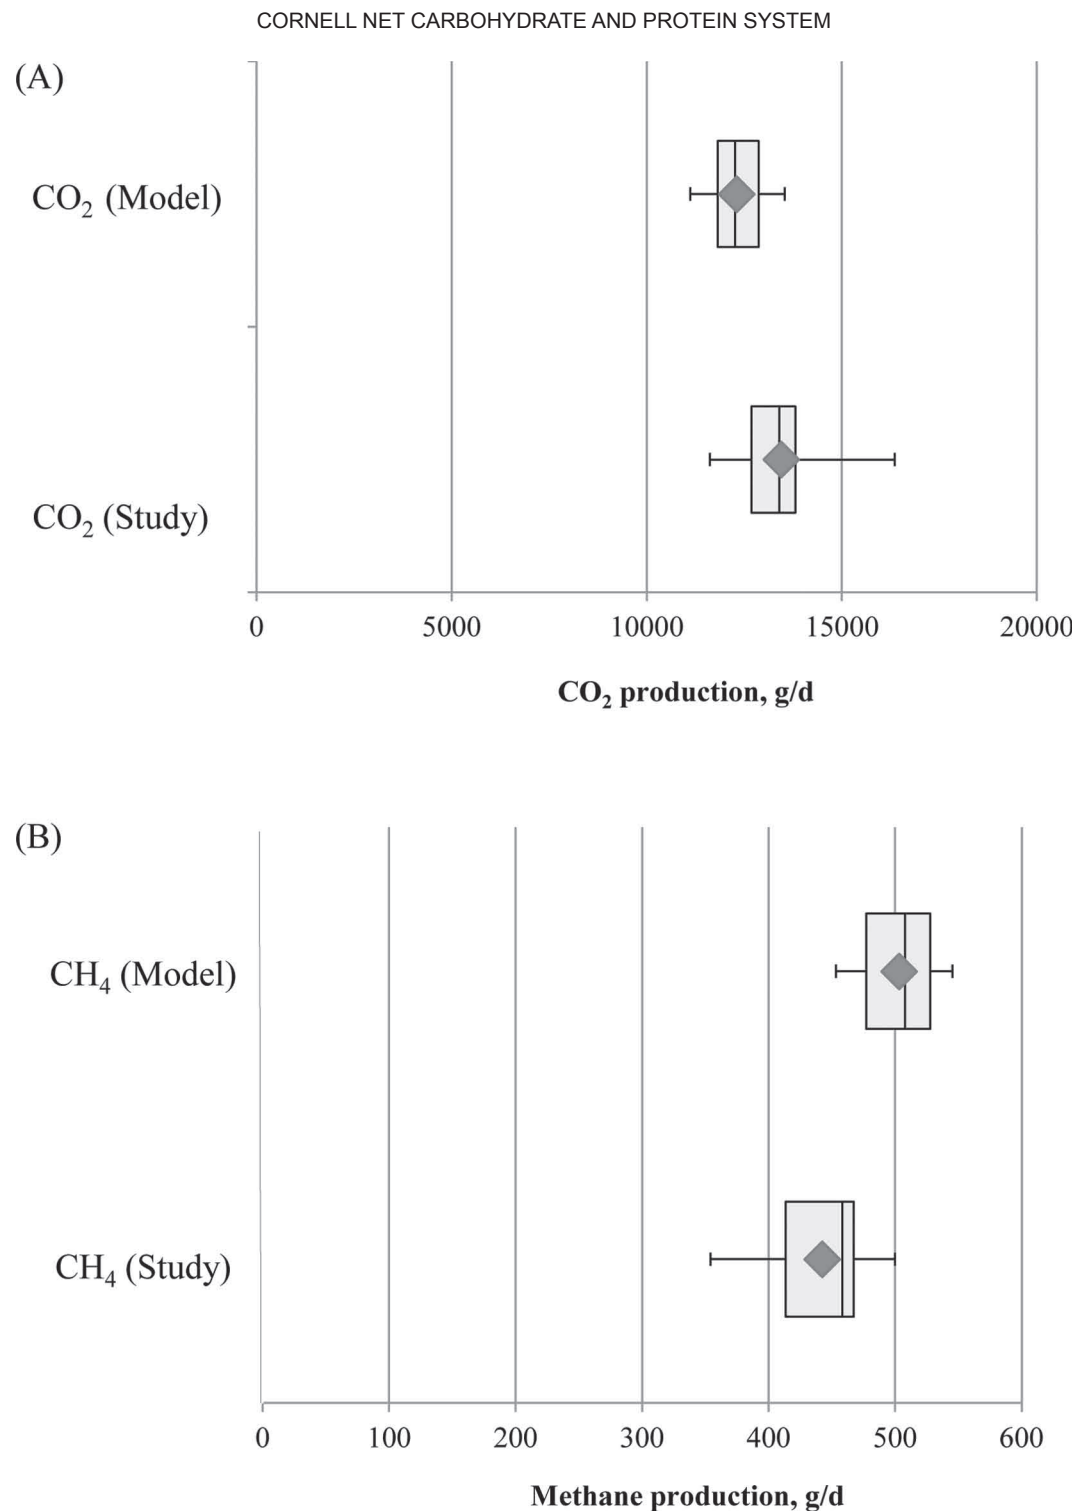 CORNELL NET CARBOHYDRATE AND PROTEIN SYSTEM
(A)
CO₂ (Model)
CO₂ (Study)
0 5000 10000 15000 20000
CO₂ production, g/d
(B)
CH₄ (Model)
CH₄ (Study)
0 100 200 300 400 500 600
Methane production, g/d